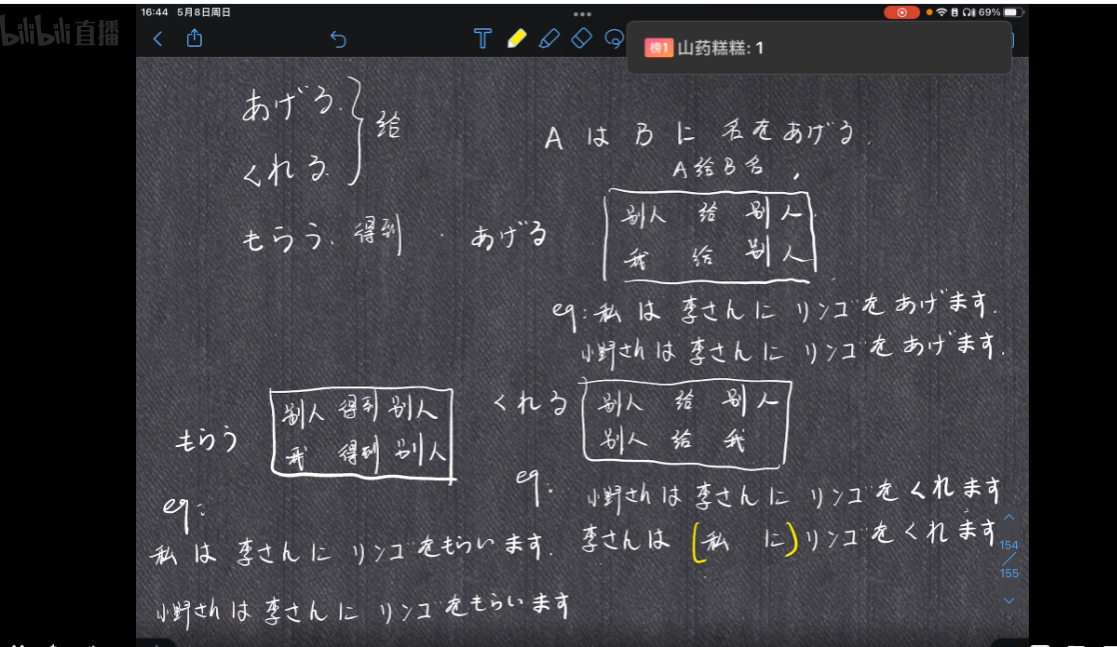 bilibili直播
16:44 5月8日周日
69%
榜1 山药糕糕: 1
あげる.
くれる
给
もらう. 得到
AはBに名をあげる.
A给B名
あげる
别人 给 别人
我 给 别人
eg: 私は李さんにリンゴをあげます.
小野さんは李さんにリンゴをあげます.
くれる
别人 给 别人
别人 给 我
eg:
小野さんは李さんにリンゴをくれます
李さんは(私に)リンゴをくれます
もらう
别人 得到 别人
我 得到 别人
eg:
私は李さんにリンゴをもらいます.
小野さんは李さんにリンゴをもらいます
154
155